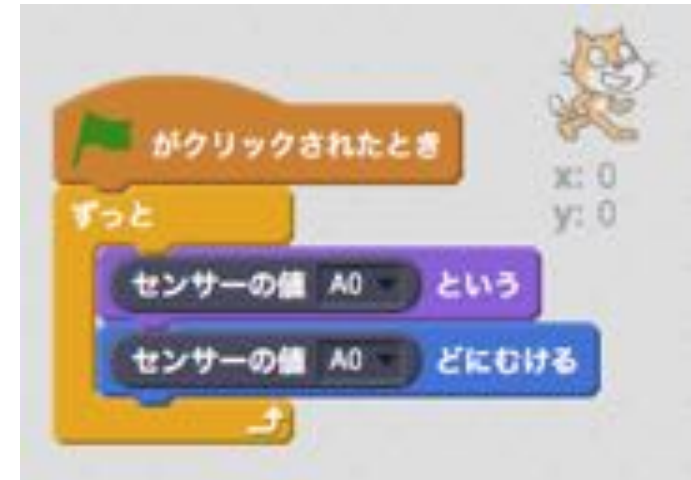 がクリックされたとき
x: 0
y: 0
ずっと
センサーの値 A0 という
センサーの値 A0 どにむける